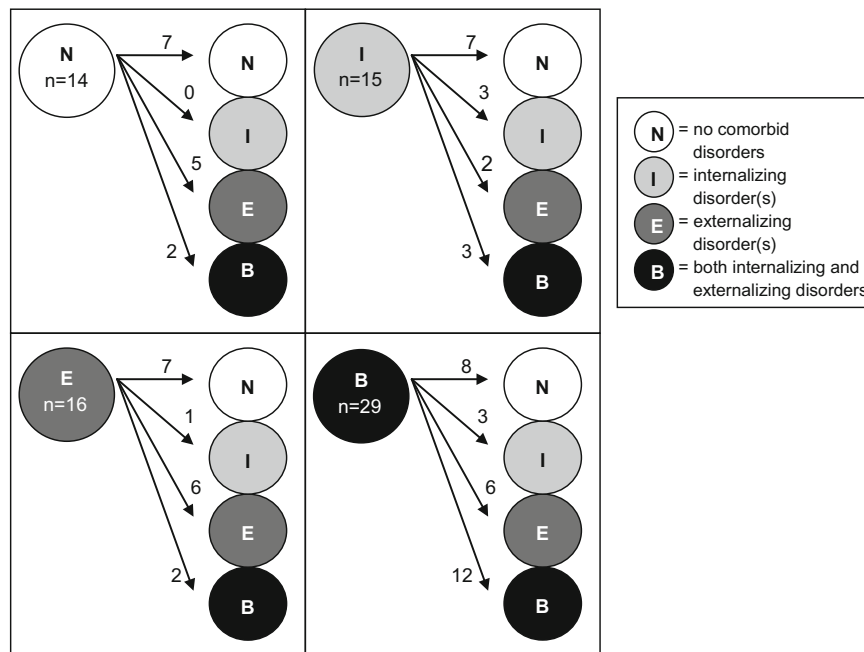 N
n=14
7
0
5
2
N
I
E
B
I
n=15
7
3
2
3
N
I
E
B
E
n=16
7
1
6
2
N
I
E
B
B
n=29
8
3
6
12
N
I
E
B
N = no comorbid
disorders
I = internalizing
disorder(s)
E = externalizing
disorder(s)
B = both internalizing and
externalizing disorders